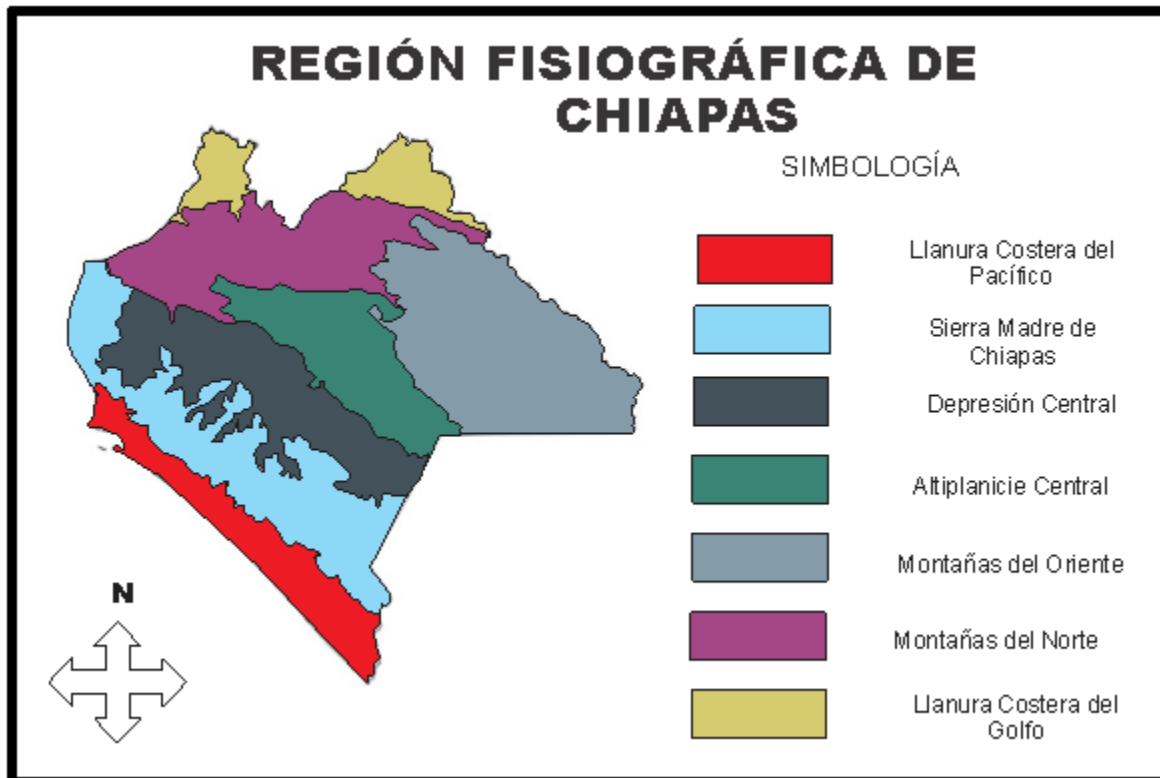 REGIÓN FISIOGRÁFICA DE
CHIAPAS
SIMBOLOGÍA
Llanura Costera del
Pacífico
Sierra Madre de
Chiapas
Depresión Central
Altiplanicie Central
Montañas del Oriente
Montañas del Norte
Llanura Costera del
Golfo
N